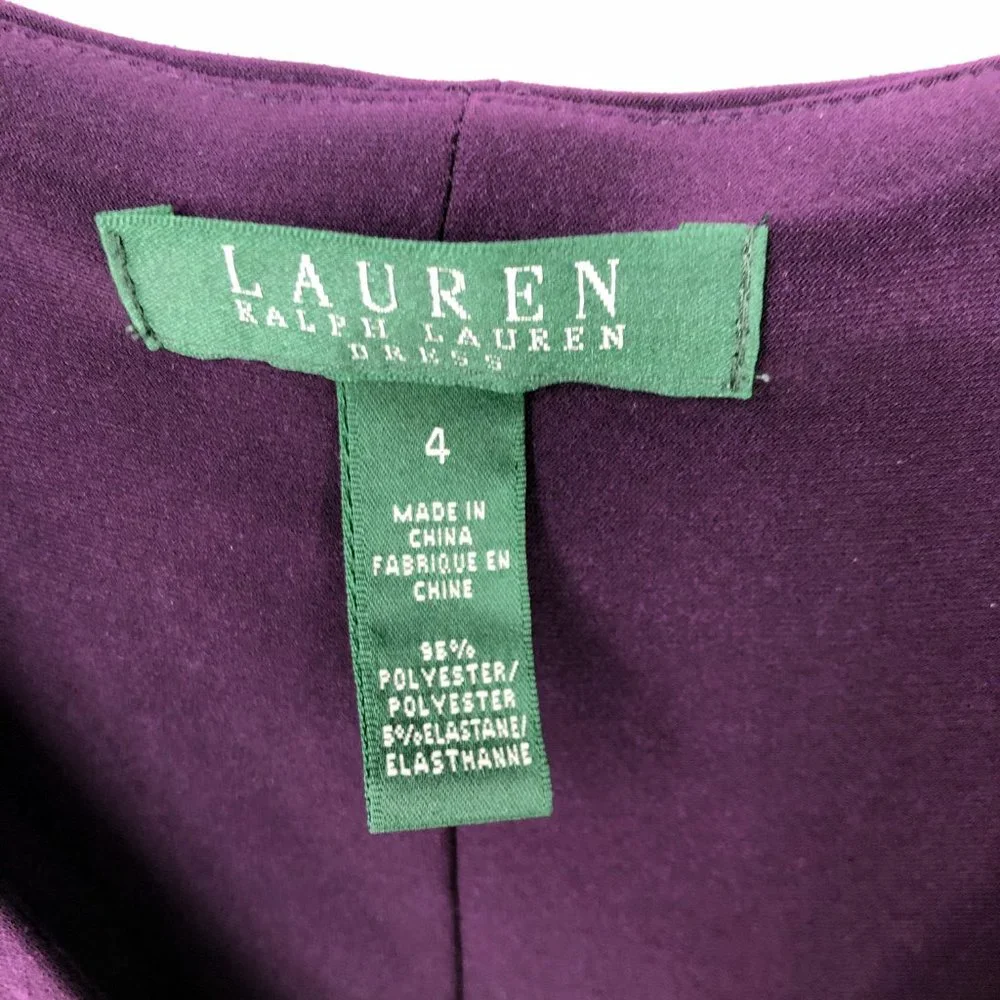 LAUREN
RALPH LAUREN
DRESS
4
MADE IN
CHINA
FABRIQUE EN
CHINE
95%
POLYESTER/
POLYESTER
5%ELASTANE/
ELASTHANNE